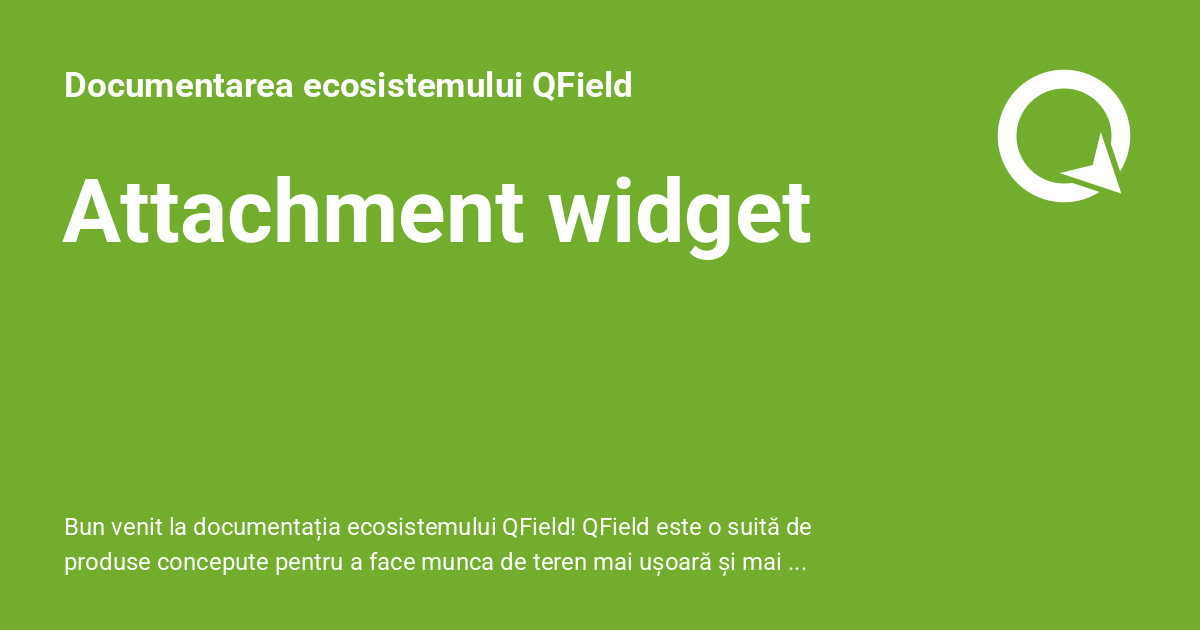 Documentarea ecosistemului QField
Attachment widget
Bun venit la documentația ecosistemului QField! QField este o suită de
produse concepute pentru a face munca de teren mai ușoară și mai ...